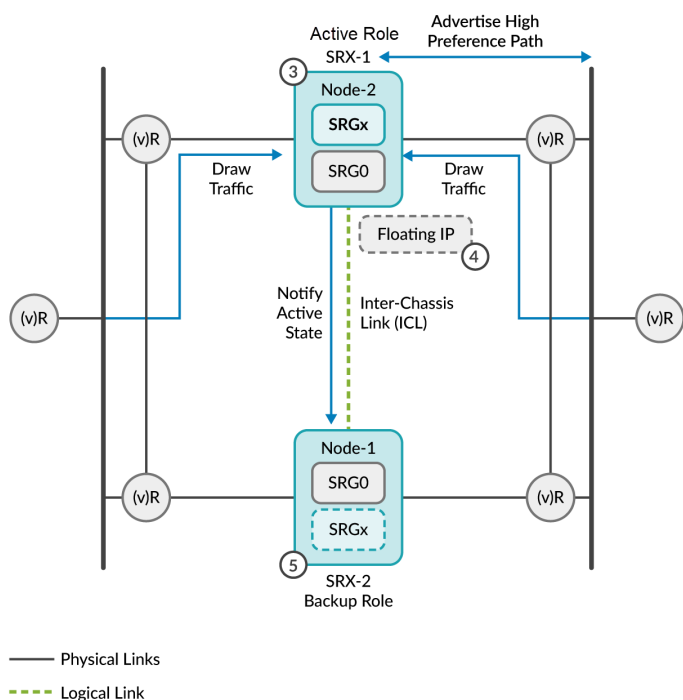 Active Role
SRX-1
Advertise High
Preference Path
3
Node-2
SRGx
SRG0
(v)R
(v)R
Draw
Traffic
Draw
Traffic
Floating IP
4
(v)R
(v)R
Notify
Active
State
Inter-Chassis
Link (ICL)
Node-1
SRG0
SRGx
(v)R
(v)R
5
SRX-2
Backup Role
Physical Links
Logical Link